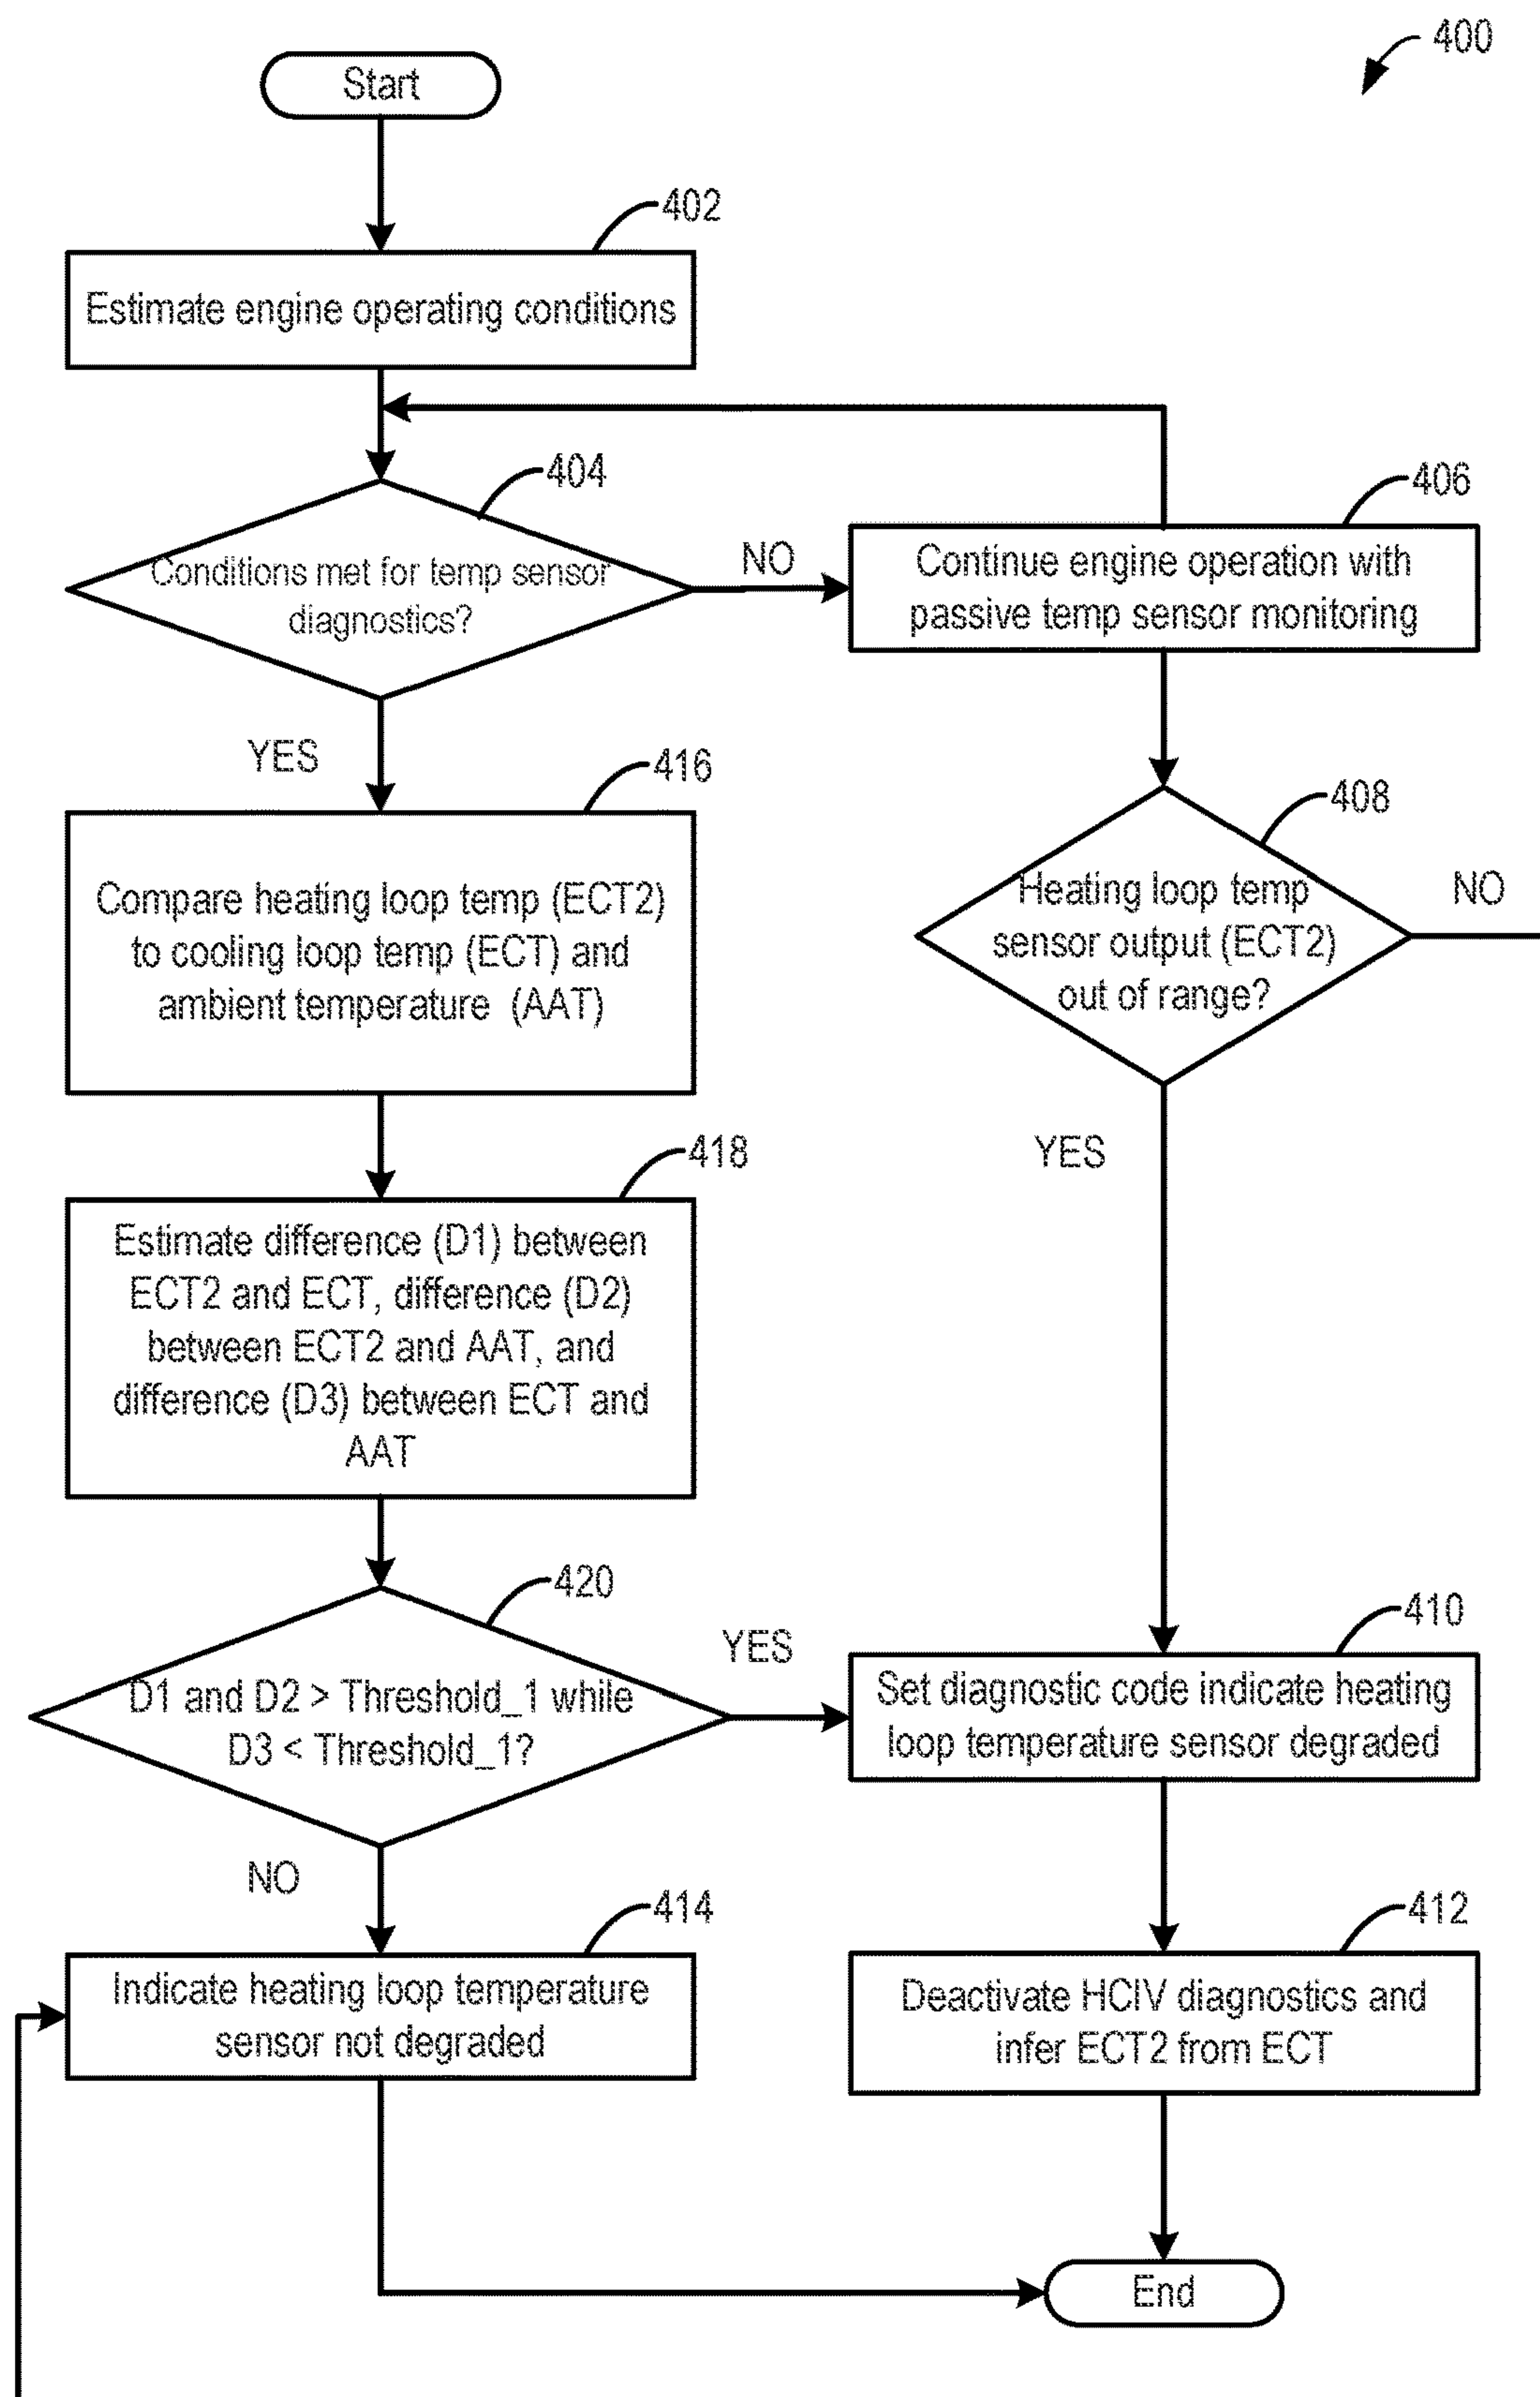 400
Start
402
Estimate engine operating conditions
404
Conditions met for temp sensor
diagnostics?
NO
YES
406
Continue engine operation with
passive temp sensor monitoring
408
Heating loop temp
sensor output (ECT2)
out of range?
NO
YES
416
Compare heating loop temp (ECT2)
to cooling loop temp (ECT) and
ambient temperature (AAT)
418
Estimate difference (D1) between
ECT2 and ECT, difference (D2)
between ECT2 and AAT, and
difference (D3) between ECT and
AAT
420
D1 and D2 > Threshold_1 while
D3 < Threshold_1?
YES
NO
410
Set diagnostic code indicate heating
loop temperature sensor degraded
414
Indicate heating loop temperature
sensor not degraded
412
Deactivate HCIV diagnostics and
infer ECT2 from ECT
End